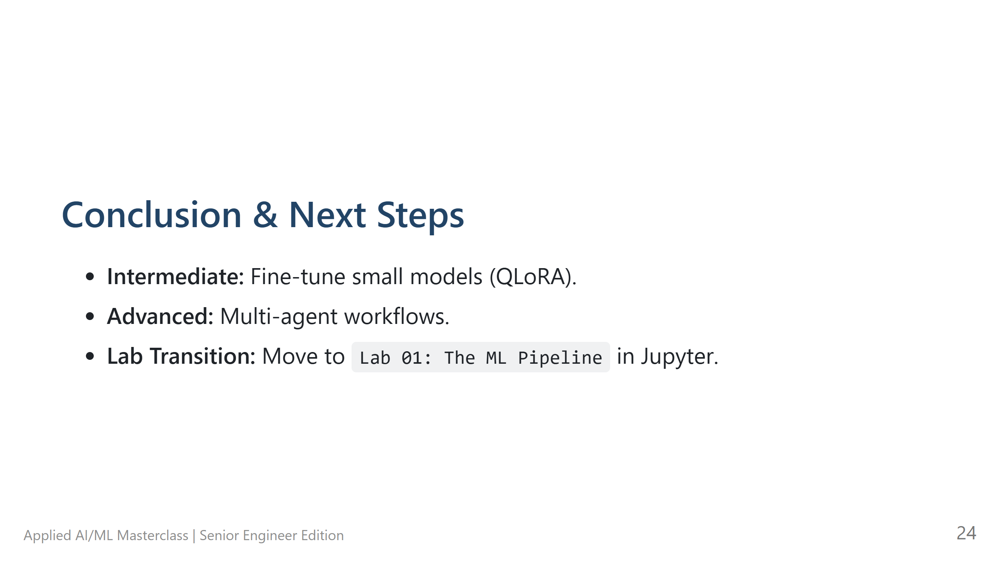 Conclusion & Next Steps
• Intermediate: Fine-tune small models (QLoRA).
• Advanced: Multi-agent workflows.
• Lab Transition: Move to Lab 01: The ML Pipeline in Jupyter.
Applied AI/ML Masterclass | Senior Engineer Edition
24